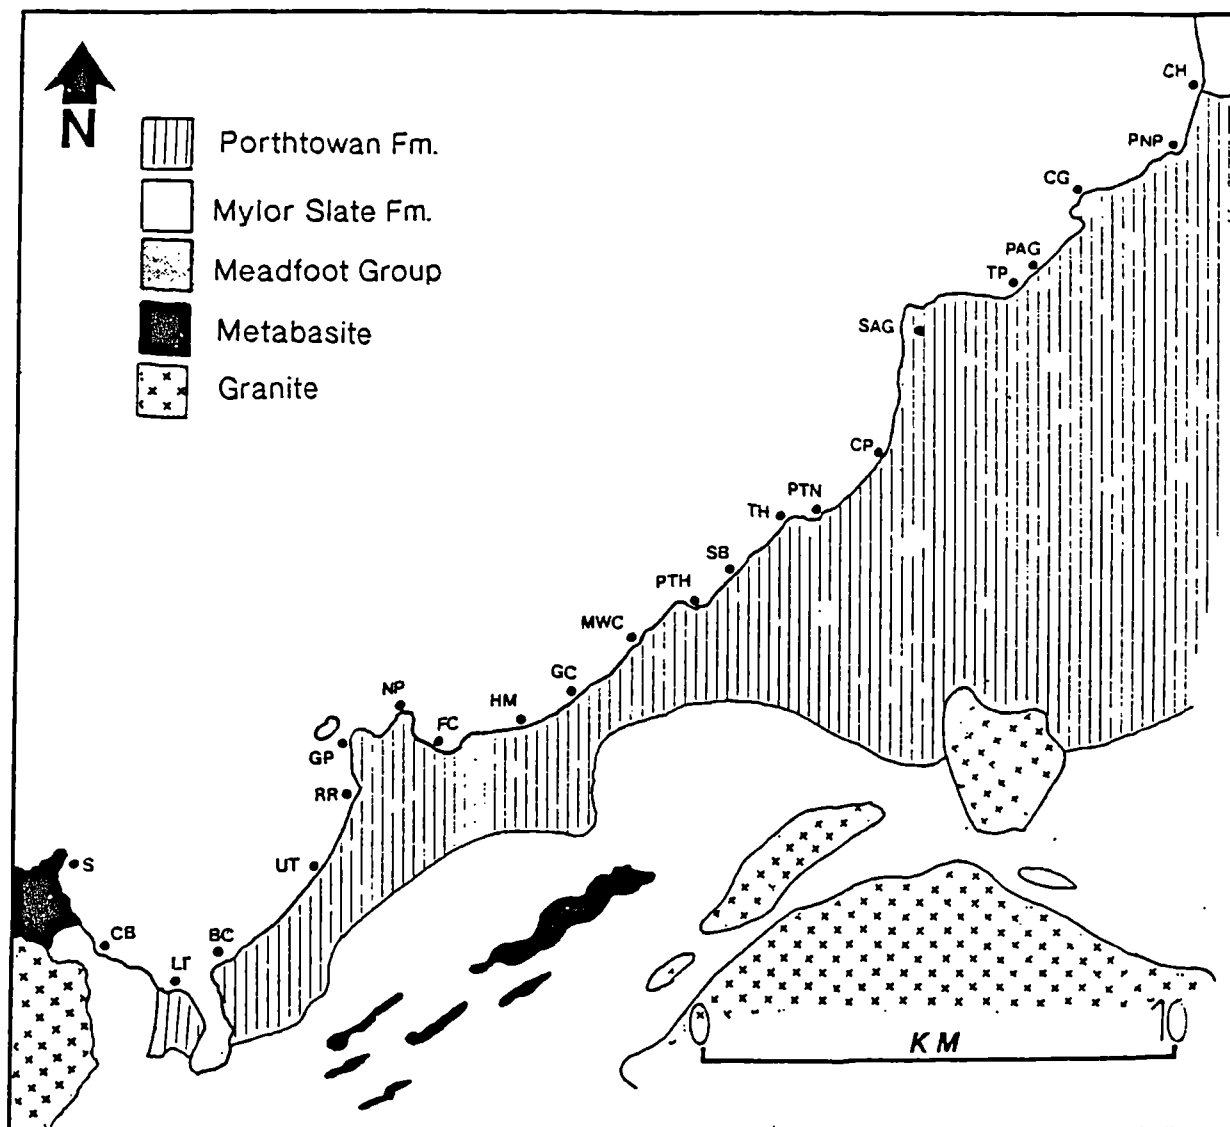 N
Porthtowan Fm.
Mylor Slate Fm.
Meadfoot Group
Metabasite
Granite
CH
PNP
CG
PAG
TP
SAG
CP
PTN
TH
SB
PTH
MWC
GC
HM
NP
FC
GP
RR
UT
S
CB
BC
LT
0
10
KM